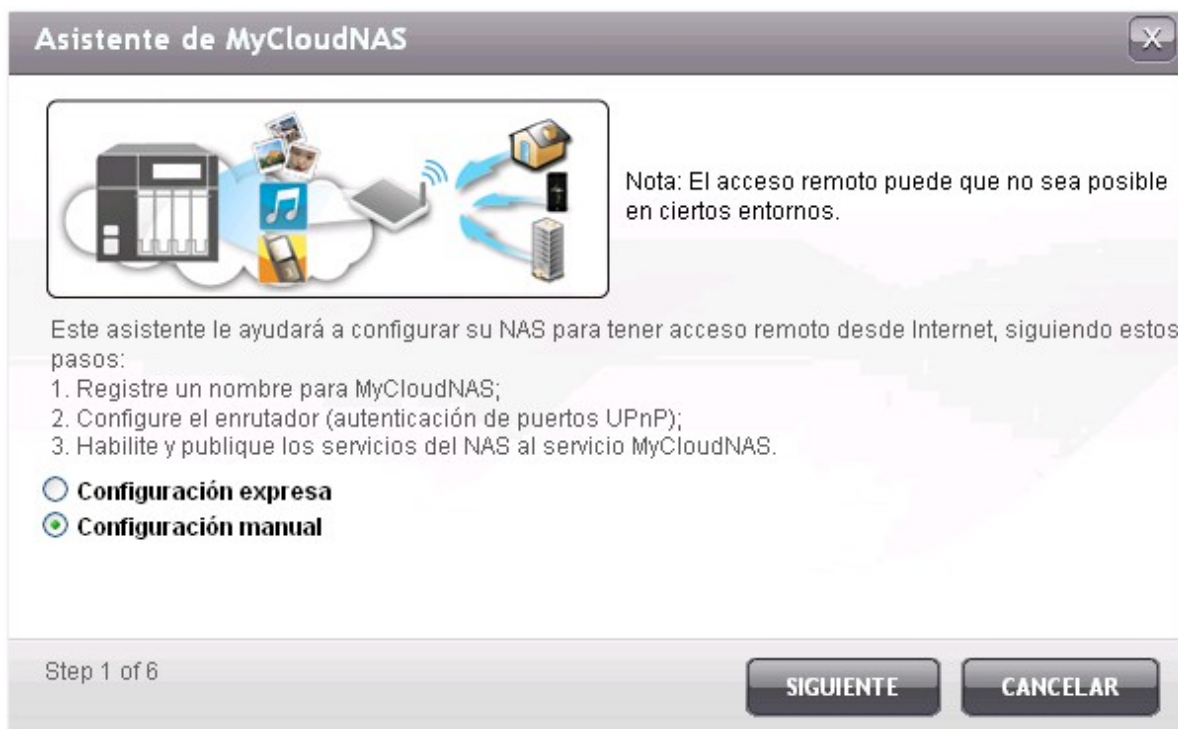 Asistente de MyCloudNAS
X
Nota: El acceso remoto puede que no sea posible
en ciertos entornos.
Este asistente le ayudará a configurar su NAS para tener acceso remoto desde Internet, siguiendo estos
pasos:
1. Registre un nombre para MyCloudNAS;
2. Configure el enrutador (autenticación de puertos UPnP);
3. Habilite y publique los servicios del NAS al servicio MyCloudNAS.
Configuración expresa
Configuración manual
Step 1 of 6
SIGUIENTE
CANCELAR